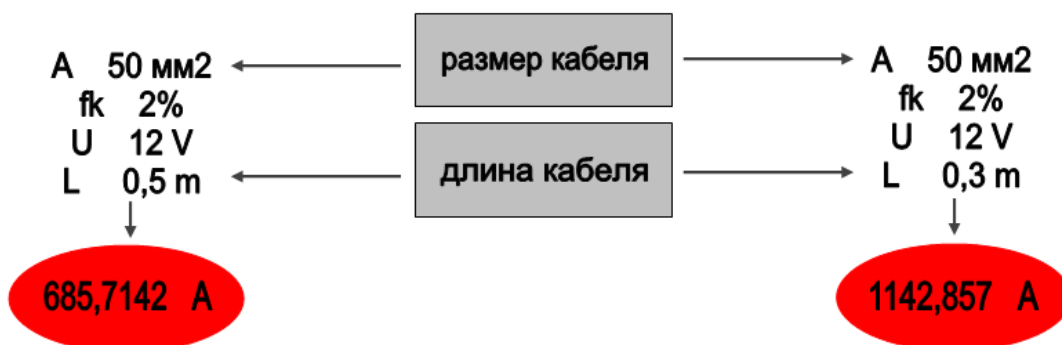 A 50 мм2
fk 2%
U 12 V
L 0,5 m
685,7142 A
размер кабеля
длина кабеля
A 50 мм2
fk 2%
U 12 V
L 0,3 m
1142,857 A